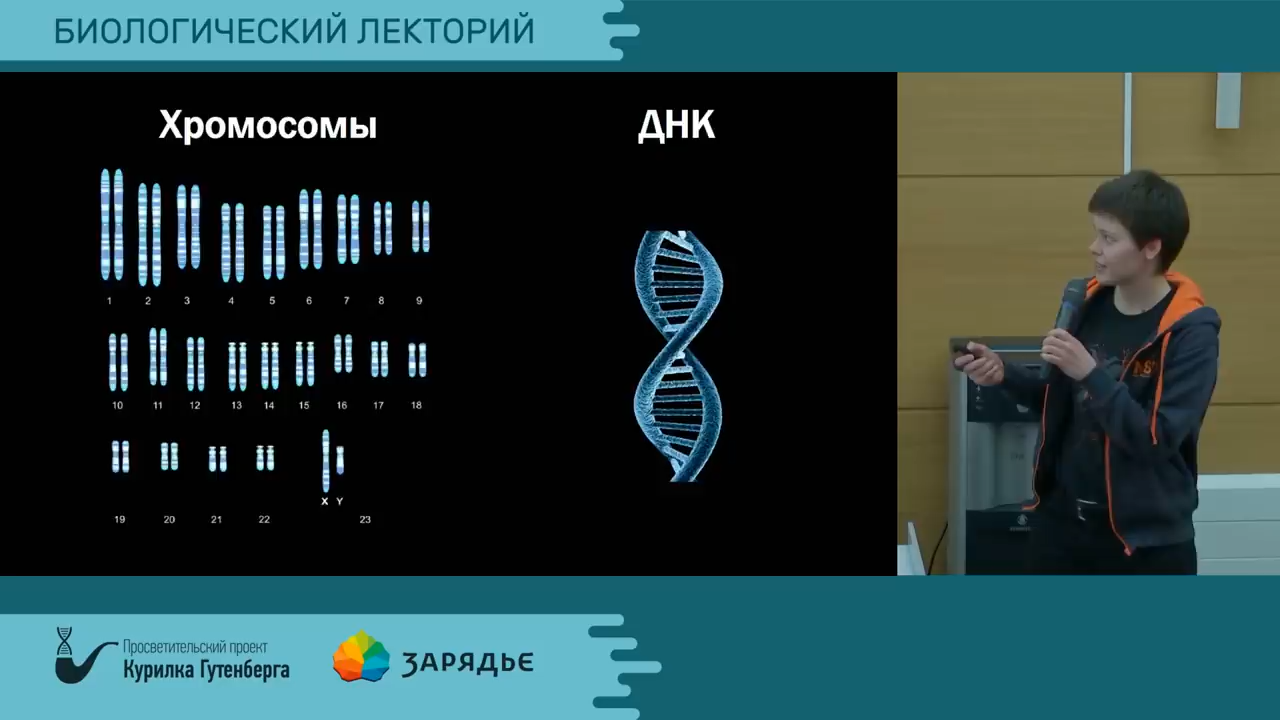 БИОЛОГИЧЕСКИЙ ЛЕКТОРИЙ
Хромосомы
ДНК
1 2 3 4 5 6 7 8 9
10 11 12 13 14 15 16 17 18
X Y
19 20 21 22 23
Просветительский проект
Курилка Гутенберга
ЗАРЯДЬЕ